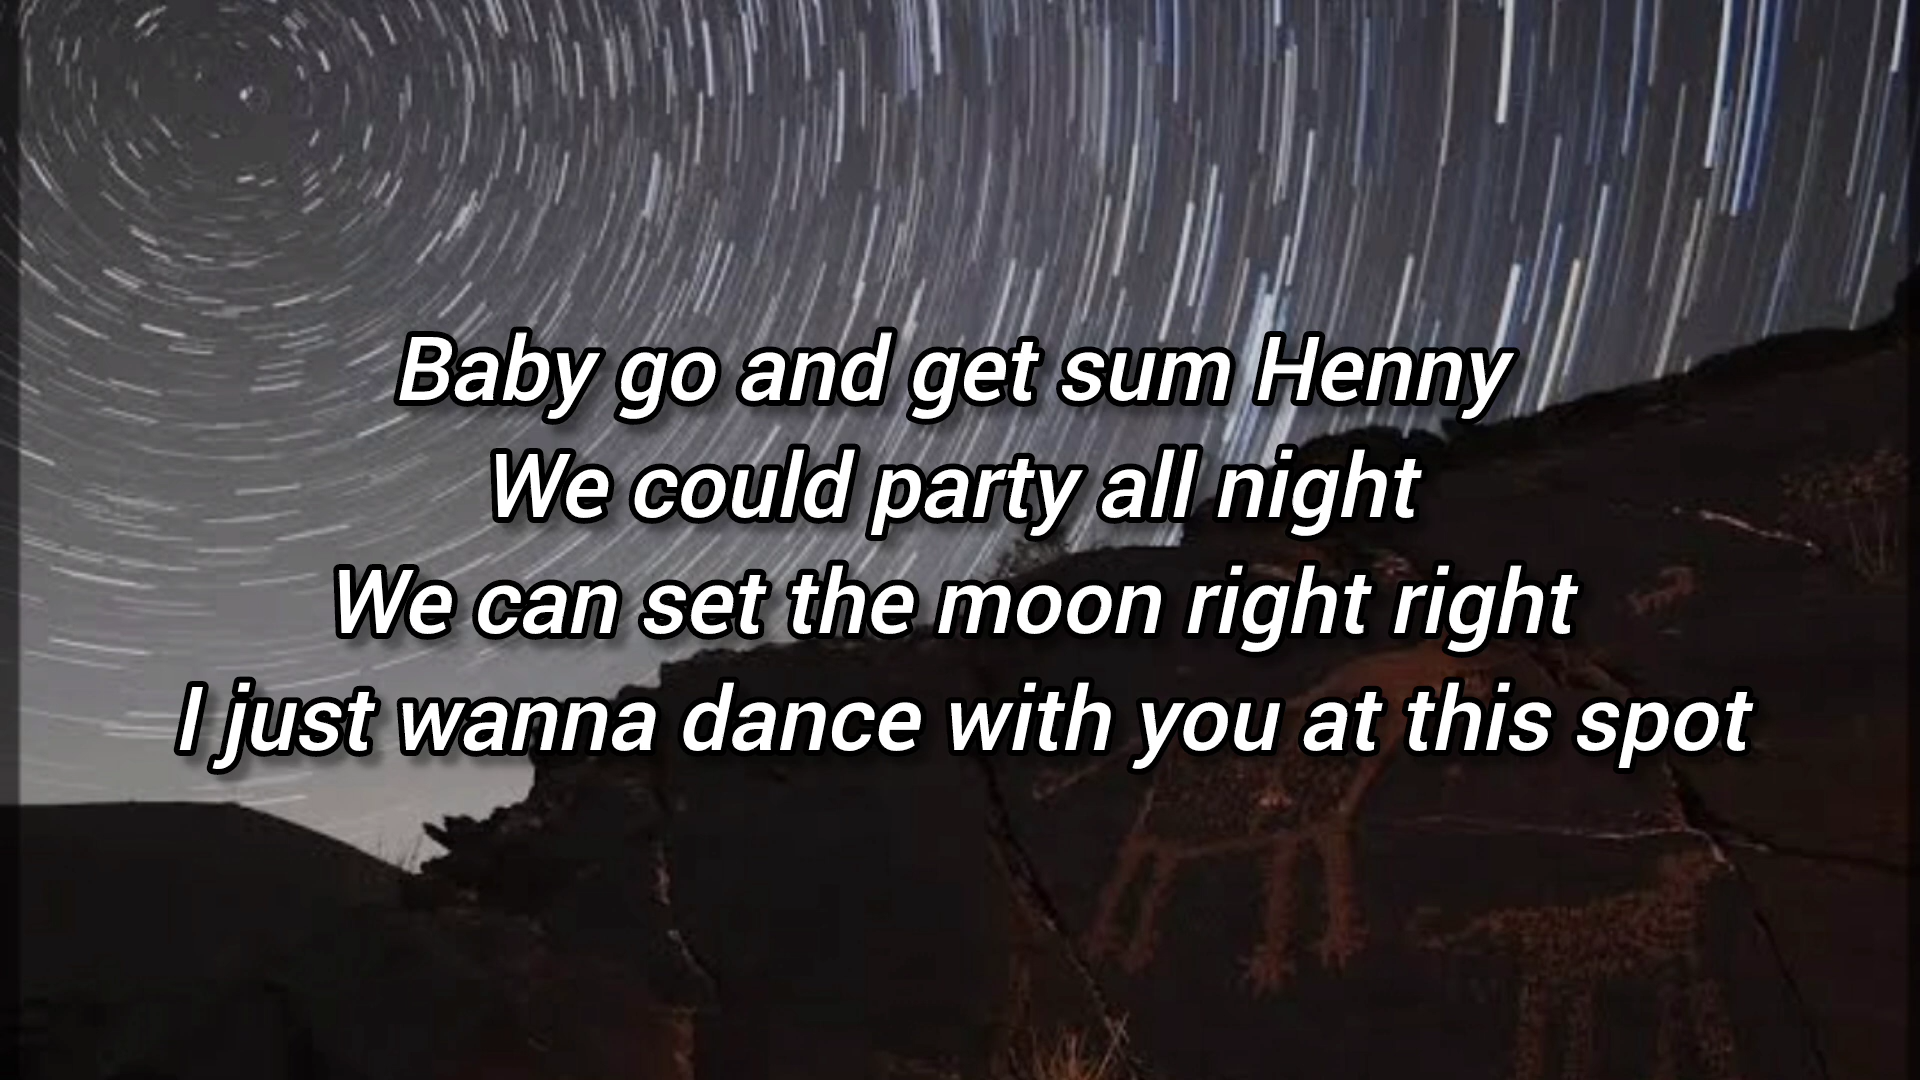 Baby go and get sum Henny
We could party all night
We can set the moon right right
I just wanna dance with you at this spot